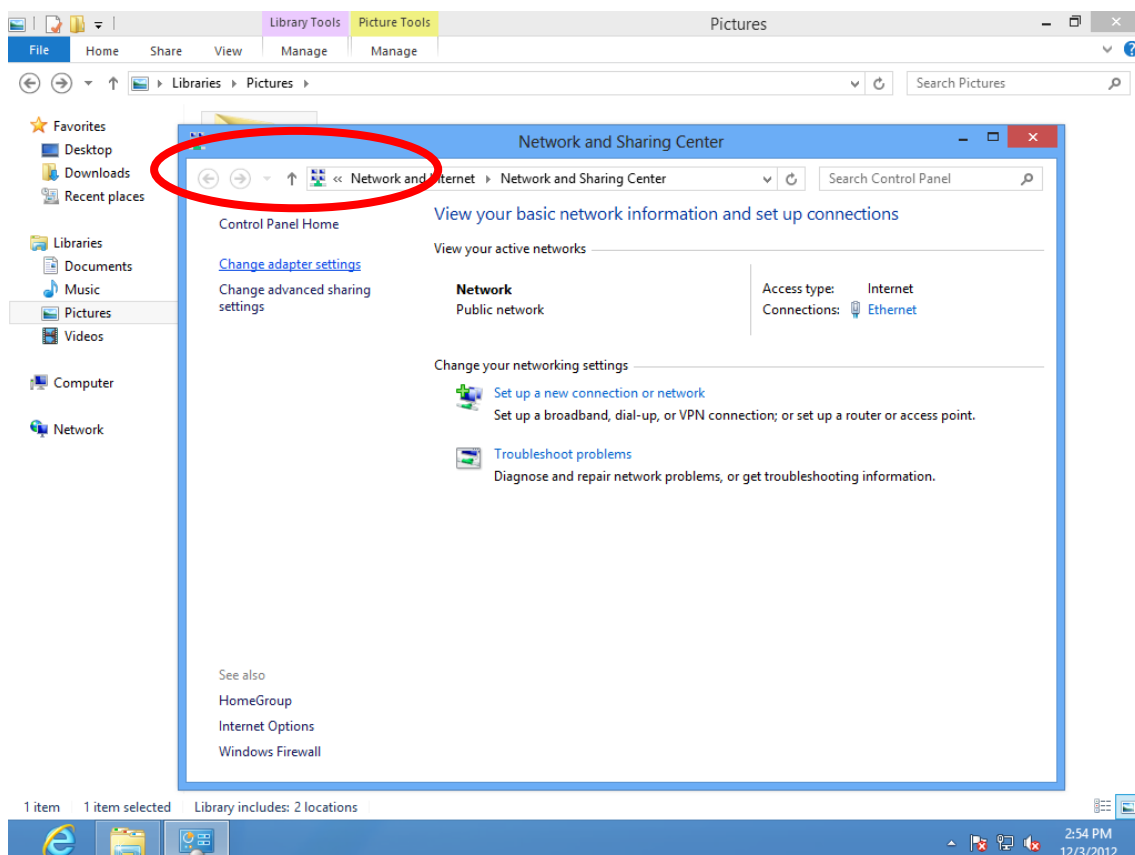 Library Tools
Picture Tools
Pictures
File
Home
Share
View
Manage
Manage
Libraries
Pictures
Search Pictures
Favorites
Desktop
Downloads
Recent places
Libraries
Documents
Music
Pictures
Videos
Computer
Network
Network and Sharing Center
« Network and Internet
Network and Sharing Center
Search Control Panel
Control Panel Home
Change adapter settings
Change advanced sharing
settings
View your basic network information and set up connections
View your active networks
Network
Public network
Access type: Internet
Connections: Ethernet
Change your networking settings
Set up a new connection or network
Set up a broadband, dial-up, or VPN connection; or set up a router or access point.
Troubleshoot problems
Diagnose and repair network problems, or get troubleshooting information.
See also
HomeGroup
Internet Options
Windows Firewall
1 item
1 item selected
Library includes: 2 locations
2:54 PM
12/3/2012